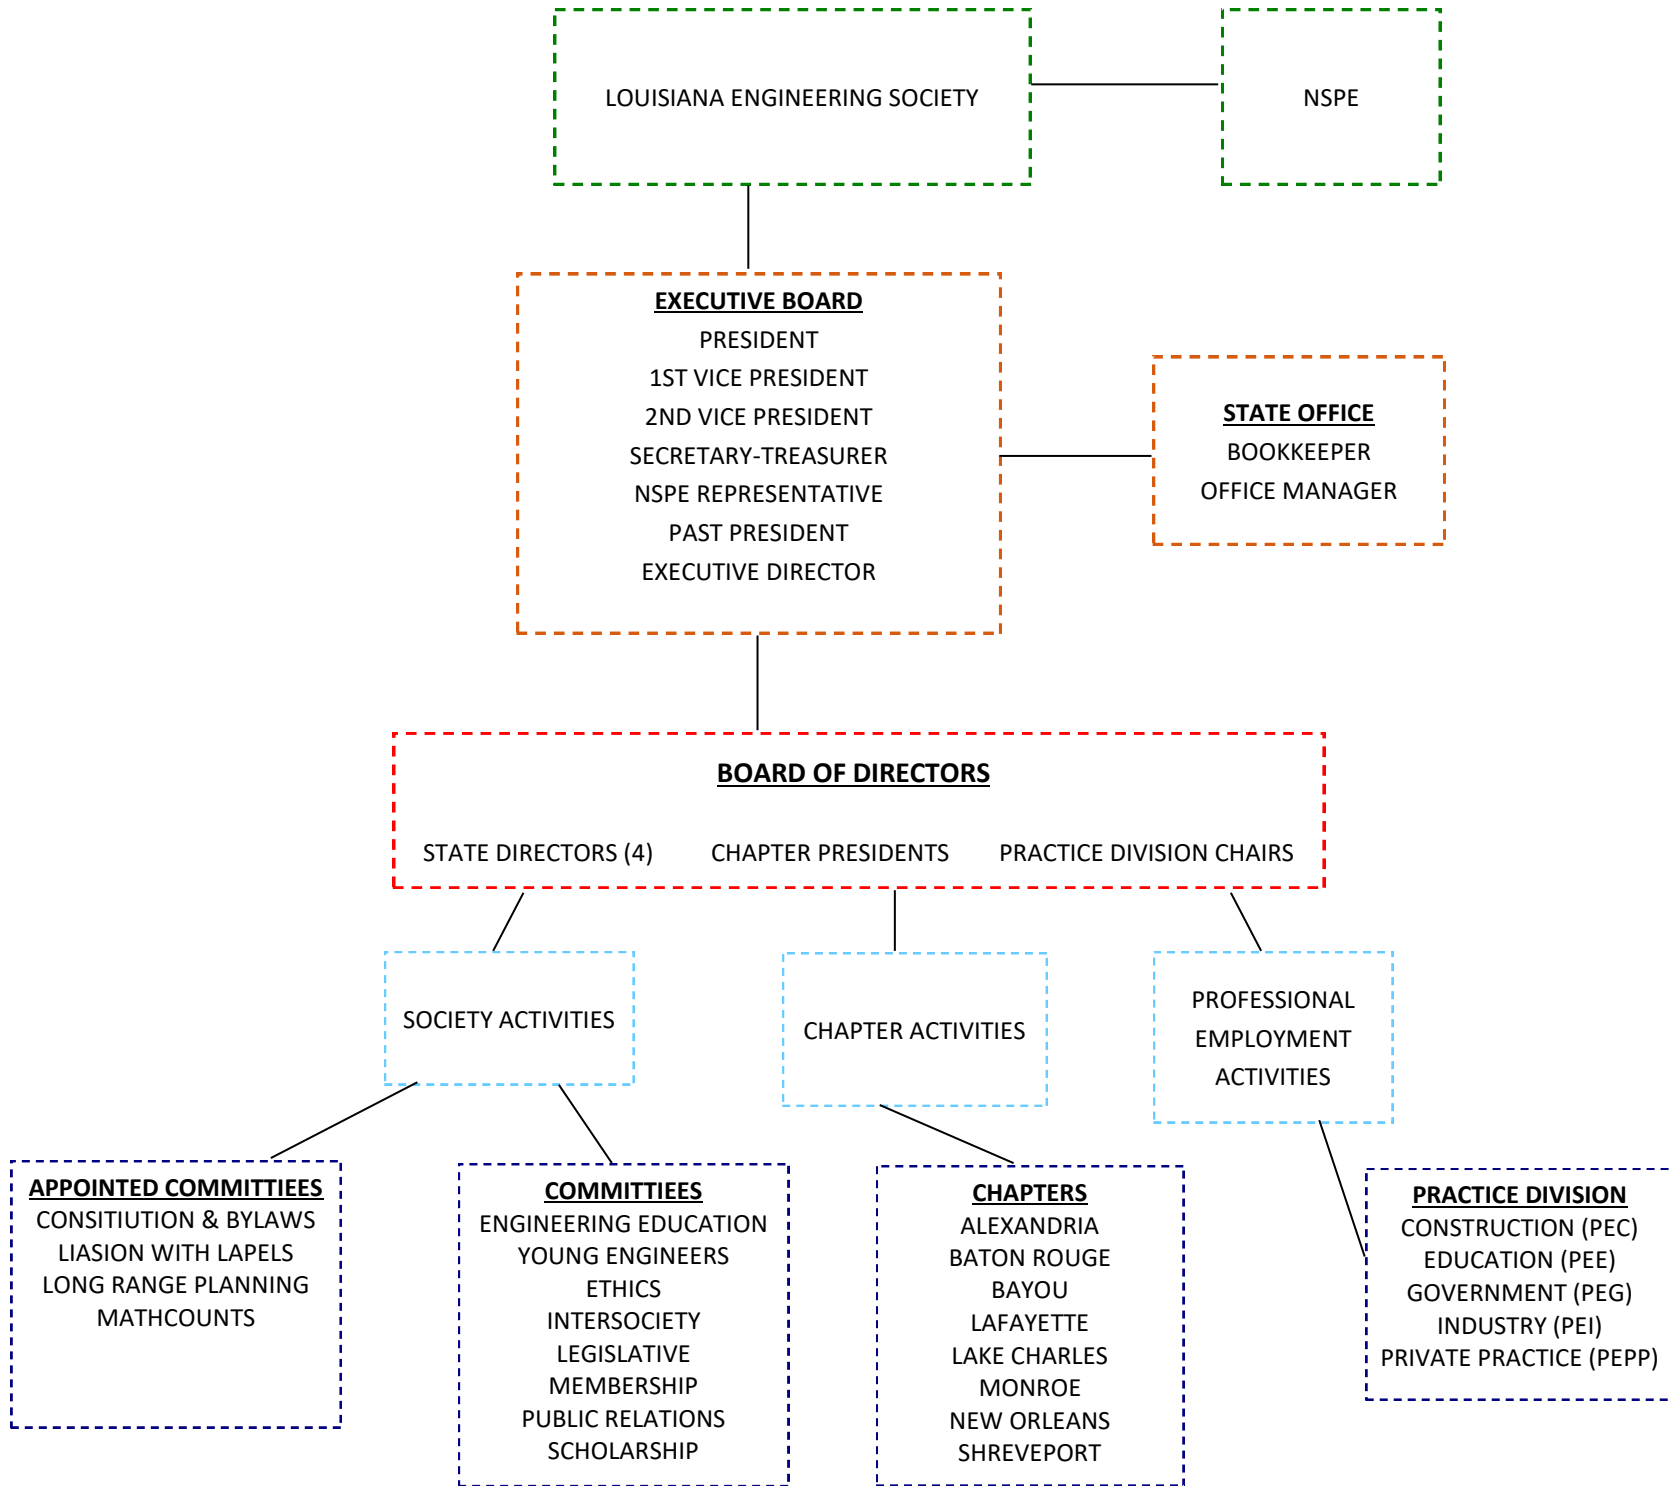 LOUISIANA ENGINEERING SOCIETY
NSPE
EXECUTIVE BOARD
PRESIDENT
1ST VICE PRESIDENT
2ND VICE PRESIDENT
SECRETARY-TREASURER
NSPE REPRESENTATIVE
PAST PRESIDENT
EXECUTIVE DIRECTOR
STATE OFFICE
BOOKKEEPER
OFFICE MANAGER
BOARD OF DIRECTORS
STATE DIRECTORS (4) CHAPTER PRESIDENTS PRACTICE DIVISION CHAIRS
SOCIETY ACTIVITIES
CHAPTER ACTIVITIES
PROFESSIONAL
EMPLOYMENT
ACTIVITIES
APPOINTED COMMITTIEES
CONSITIUTION & BYLAWS
LIASION WITH LAPELS
LONG RANGE PLANNING
MATHCOUNTS
COMMITTIEES
ENGINEERING EDUCATION
YOUNG ENGINEERS
ETHICS
INTERSOCIETY
LEGISLATIVE
MEMBERSHIP
PUBLIC RELATIONS
SCHOLARSHIP
CHAPTERS
ALEXANDRIA
BATON ROUGE
BAYOU
LAFAYETTE
LAKE CHARLES
MONROE
NEW ORLEANS
SHREVEPORT
PRACTICE DIVISION
CONSTRUCTION (PEC)
EDUCATION (PEE)
GOVERNMENT (PEG)
INDUSTRY (PEI)
PRIVATE PRACTICE (PEPP)